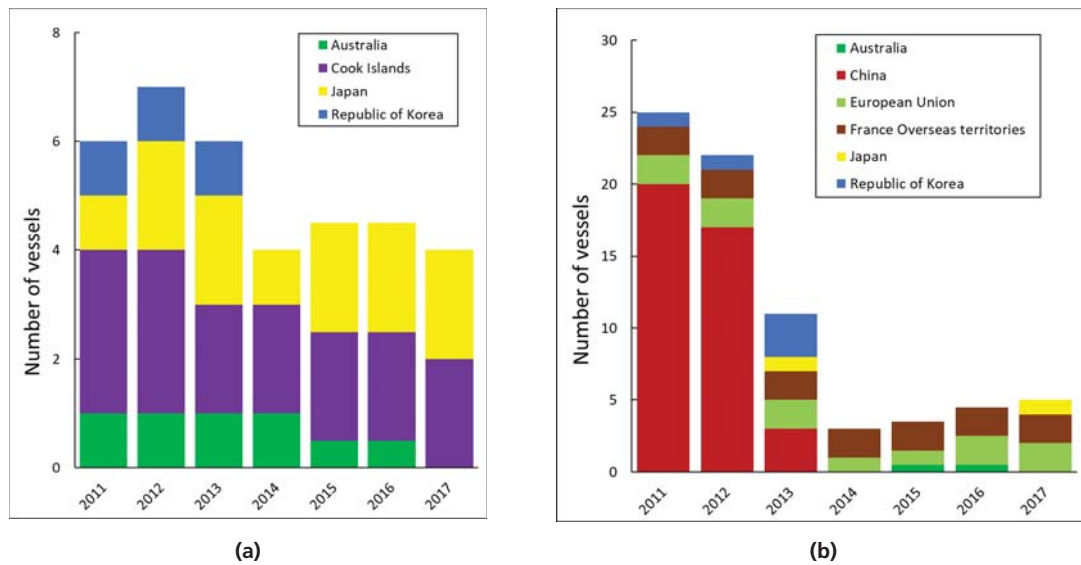 Number of vessels
8
6
4
2
0
Australia
Cook Islands
Japan
Republic of Korea
2011
2012
2013
2014
2015
2016
2017
(a)
Number of vessels
30
25
20
15
10
5
0
Australia
China
European Union
France Overseas territories
Japan
Republic of Korea
2011
2012
2013
2014
2015
2016
2017
(b)